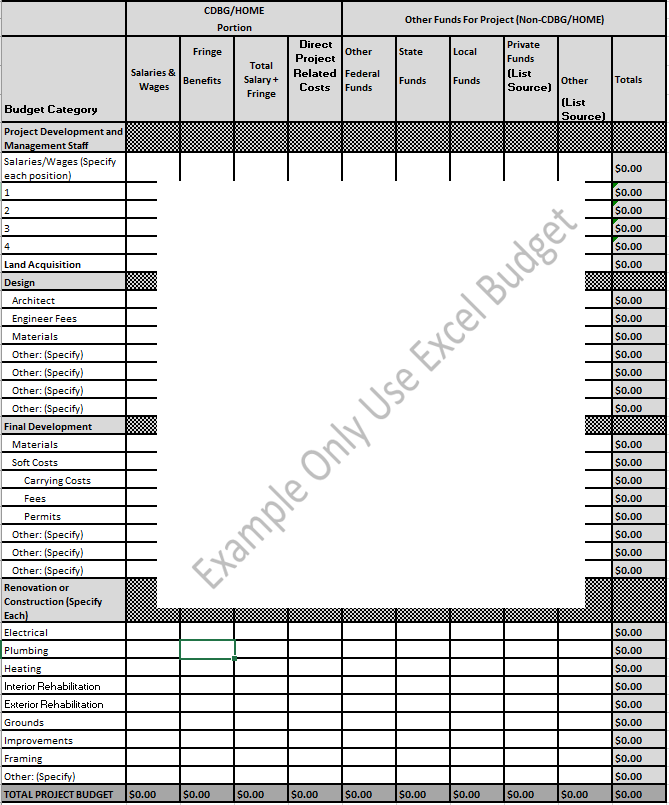 CDBG/HOME
Portion
Other Funds For Project (Non-CDBG/HOME)
Budget Category
Salaries &
Wages
Fringe
Benefits
Total
Salary +
Fringe
Direct
Project
Related
Costs
Other
Federal
Funds
State
Funds
Local
Funds
Private
Funds
(List
Source)
Other
(List
Source)
Totals
Project Development and
Management Staff
Salaries/Wages (Specify
each position) $0.00
1 $0.00
2 $0.00
3 $0.00
4 $0.00
Land Acquisition $0.00
Design
Architect $0.00
Engineer Fees $0.00
Materials $0.00
Other: (Specify) $0.00
Other: (Specify) $0.00
Other: (Specify) $0.00
Other: (Specify) $0.00
Final Development
Materials $0.00
Soft Costs $0.00
Carrying Costs $0.00
Fees $0.00
Permits $0.00
Other: (Specify) $0.00
Other: (Specify) $0.00
Other: (Specify) $0.00
Renovation or
Construction (Specify
Each)
Electrical $0.00
Plumbing $0.00
Heating $0.00
Interior Rehabilitation $0.00
Exterior Rehabilitation $0.00
Grounds $0.00
Improvements $0.00
Framing $0.00
Other: (Specify) $0.00
TOTAL PROJECT BUDGET $0.00 $0.00 $0.00 $0.00 $0.00 $0.00 $0.00 $0.00 $0.00 $0.00
Example Only Use Excel Budget